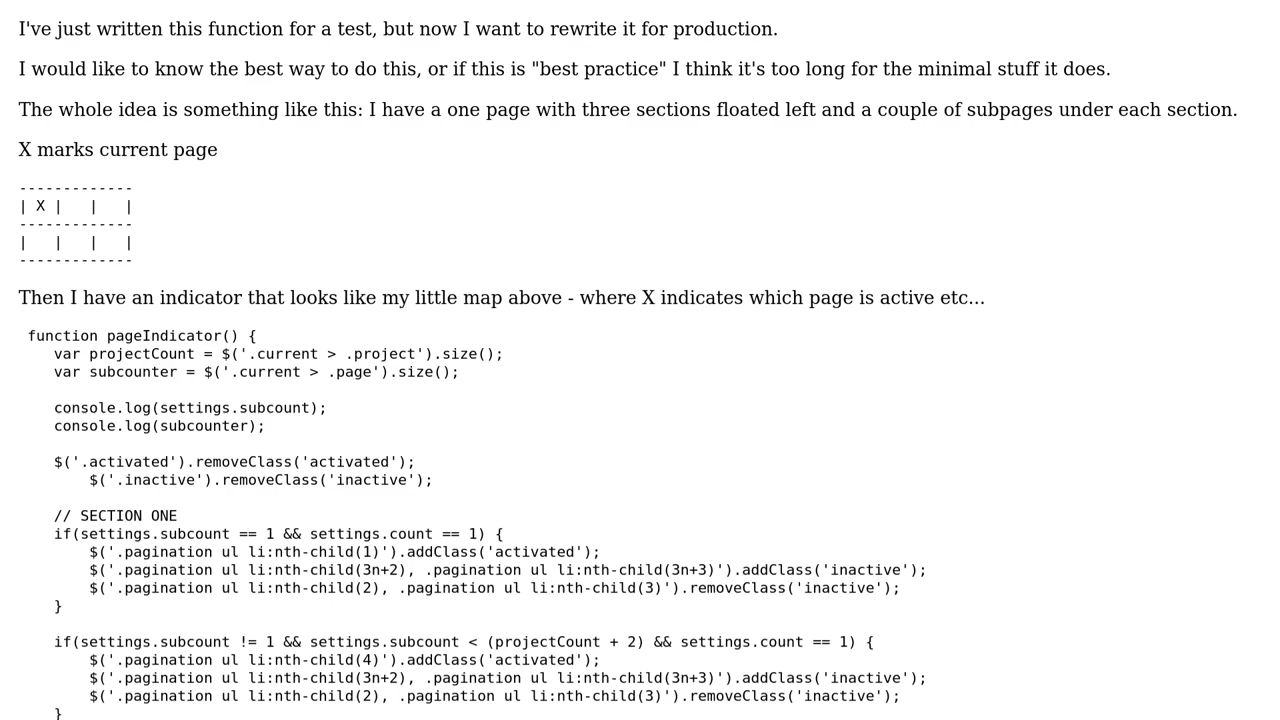 I've just written this function for a test, but now I want to rewrite it for production.
I would like to know the best way to do this, or if this is "best practice" I think it's too long for the minimal stuff it does.
The whole idea is something like this: I have a one page with three sections floated left and a couple of subpages under each section.
X marks current page
-------------
| X |   |   |
-------------
|   |   |   |
-------------
Then I have an indicator that looks like my little map above - where X indicates which page is active etc...
function pageIndicator() {
   var projectCount = $('.current > .project').size();
   var subcounter = $('.current > .page').size();
   console.log(settings.subcount);
   console.log(subcounter);
   $('.activated').removeClass('activated');
       $('.inactive').removeClass('inactive');
   // SECTION ONE
   if(settings.subcount == 1 && settings.count == 1) {
       $('.pagination ul li:nth-child(1)').addClass('activated');
       $('.pagination ul li:nth-child(3n+2), .pagination ul li:nth-child(3n+3)').addClass('inactive');
       $('.pagination ul li:nth-child(2), .pagination ul li:nth-child(3)').removeClass('inactive');
   }
   if(settings.subcount != 1 && settings.subcount < (projectCount + 2) && settings.count == 1) {
       $('.pagination ul li:nth-child(4)').addClass('activated');
       $('.pagination ul li:nth-child(3n+2), .pagination ul li:nth-child(3n+3)').addClass('inactive');
       $('.pagination ul li:nth-child(2), .pagination ul li:nth-child(3)').removeClass('inactive');
   }